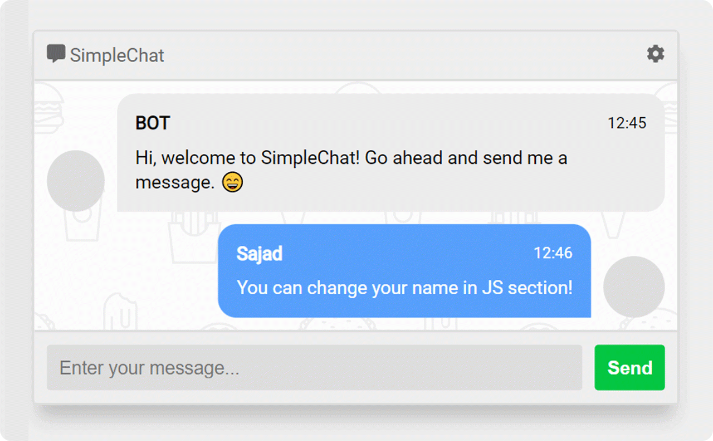 SimpleChat
BOT 12:45
Hi, welcome to SimpleChat! Go ahead and send me a
message. 😄
Sajad 12:46
You can change your name in JS section!
Enter your message...
Send